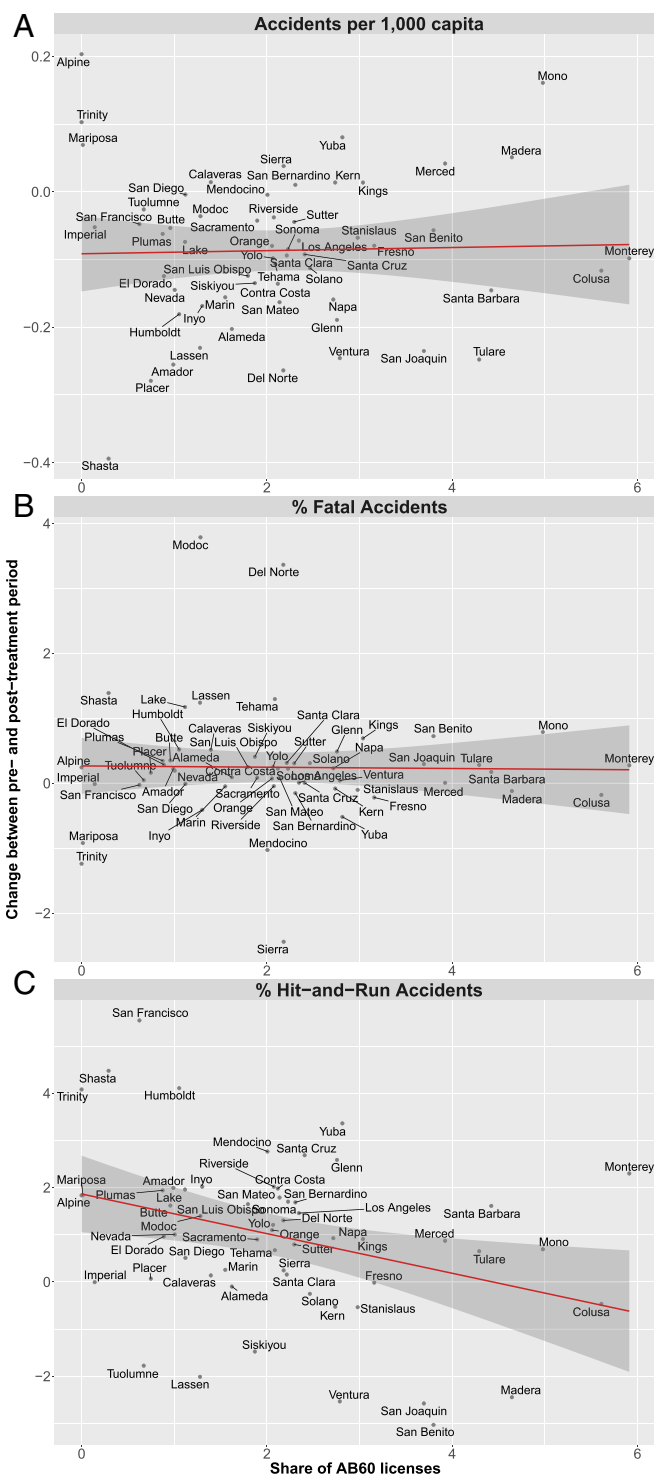 A
Accidents per 1,000 capita
0.2
Alpine
Mono
Trinity
Yuba
Mariposa
Madera
Sierra
Merced
Calaveras
San Bernardino
Kern
San Diego
Mendocino
Kings
0.0
Tuolumne
Modoc
Riverside
Sutter
San Francisco
Butte
Sacramento
Sonoma
Stanislaus
Imperial
Plumas
Lake
Orange
Los Angeles
San Benito
Monterey
Yolo
Santa Clara
Fresno
Santa Cruz
San Luis Obispo
Tehama
Solano
Colusa
El Dorado
Siskiyou
Contra Costa
Nevada
Marin
San Mateo
Napa
Santa Barbara
Inyo
Humboldt
Alameda
Glenn
−0.2
Lassen
Ventura
San Joaquin
Tulare
Amador
Del Norte
Placer
−0.4
Shasta
0
2
4
6
B
% Fatal Accidents
4
Modoc
Del Norte
2
Shasta
Lake
Lassen
Tehama
Humboldt
Santa Clara
El Dorado
Calaveras
Siskiyou
Glenn
Kings
San Benito
Mono
Plumas
Butte
San Luis Obispo
Sutter
Placer
Napa
Alpine
Tuolumne
Alameda
Yolo
Solano
San Joaquin
Tulare
Monterey
Imperial
Nevada
Contra Costa
Sonoma
Los Angeles
Ventura
Santa Barbara
0
San Francisco
Amador
Sacramento
Santa Cruz
Stanislaus
Merced
Madera
Colusa
San Diego
Orange
San Mateo
Kern
Fresno
Marin
Riverside
San Bernardino
Inyo
Yuba
Mariposa
Mendocino
Trinity
−2
Sierra
0
2
4
6
Change between pre− and post−treatment period
C
% Hit−and−Run Accidents
San Francisco
Shasta
4
Trinity
Humboldt
Yuba
Mendocino
Santa Cruz
Riverside
Glenn
Monterey
Mariposa
Amador
Inyo
Contra Costa
2
Plumas
San Mateo
San Bernardino
Alpine
Lake
San Luis Obispo
Sonoma
Los Angeles
Santa Barbara
Butte
Del Norte
Modoc
Yolo
Nevada
Sacramento
Orange
Napa
Merced
Mono
El Dorado
San Diego
Tehama
Sutter
Kings
Tulare
Imperial
Placer
Marin
Sierra
Fresno
0
Calaveras
Santa Clara
Alameda
Solano
Stanislaus
Colusa
Kern
Siskiyou
Tuolumne
Lassen
−2
Ventura
San Joaquin
Madera
San Benito
0
2
4
6
Share of AB60 licenses